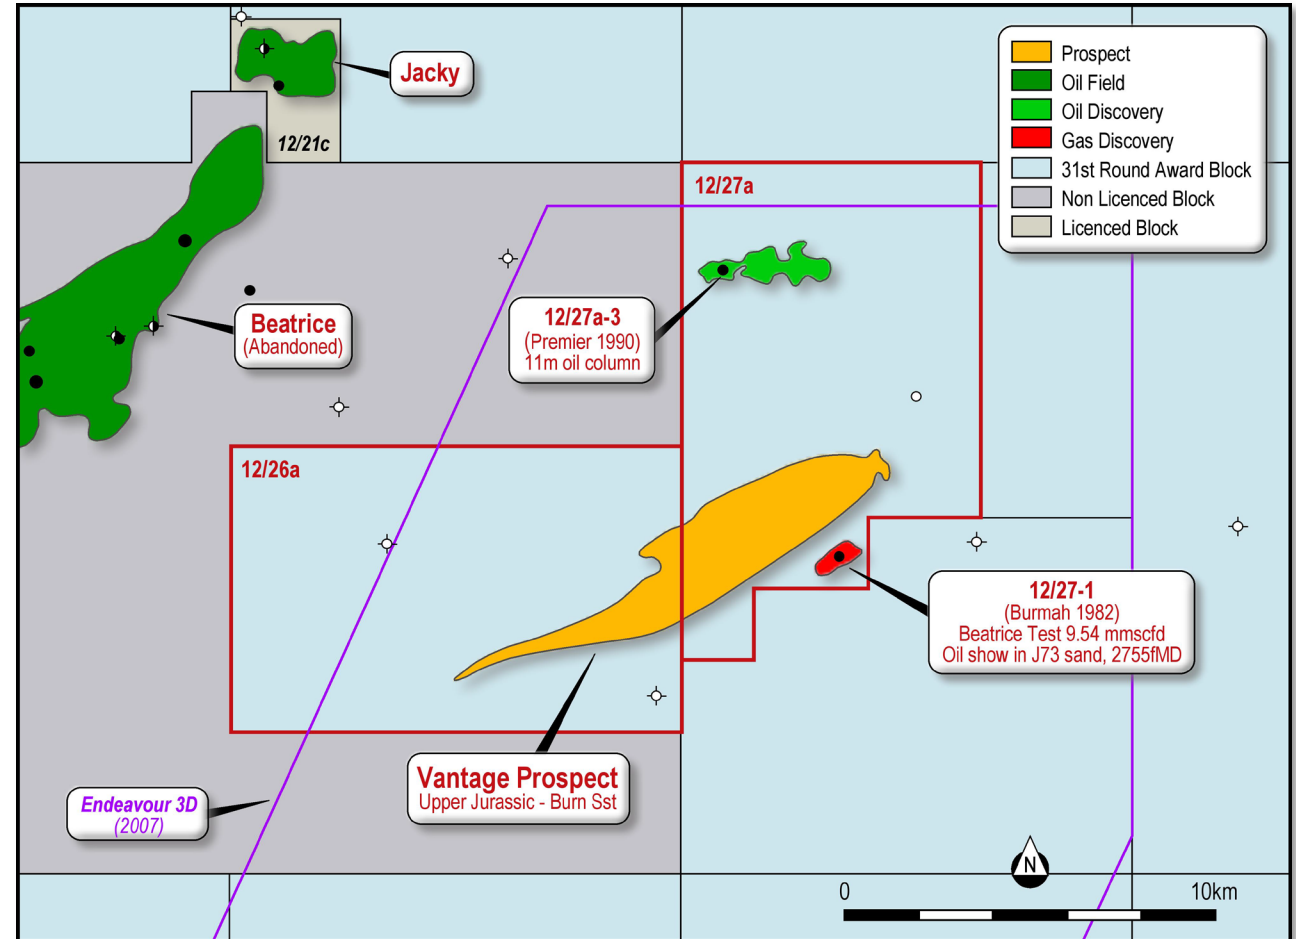 Jacky
12/21c
Prospect
Oil Field
Oil Discovery
Gas Discovery
31st Round Award Block
Non Licenced Block
Licenced Block
12/27a
Beatrice
(Abandoned)
12/27a-3
(Premier 1990)
11m oil column
12/26a
12/27-1
(Burmah 1982)
Beatrice Test 9.54 mmscfd
Oil show in J73 sand, 2755fMD
Vantage Prospect
Upper Jurassic - Burn Sst
Endeavour 3D
(2007)
N
0 10km